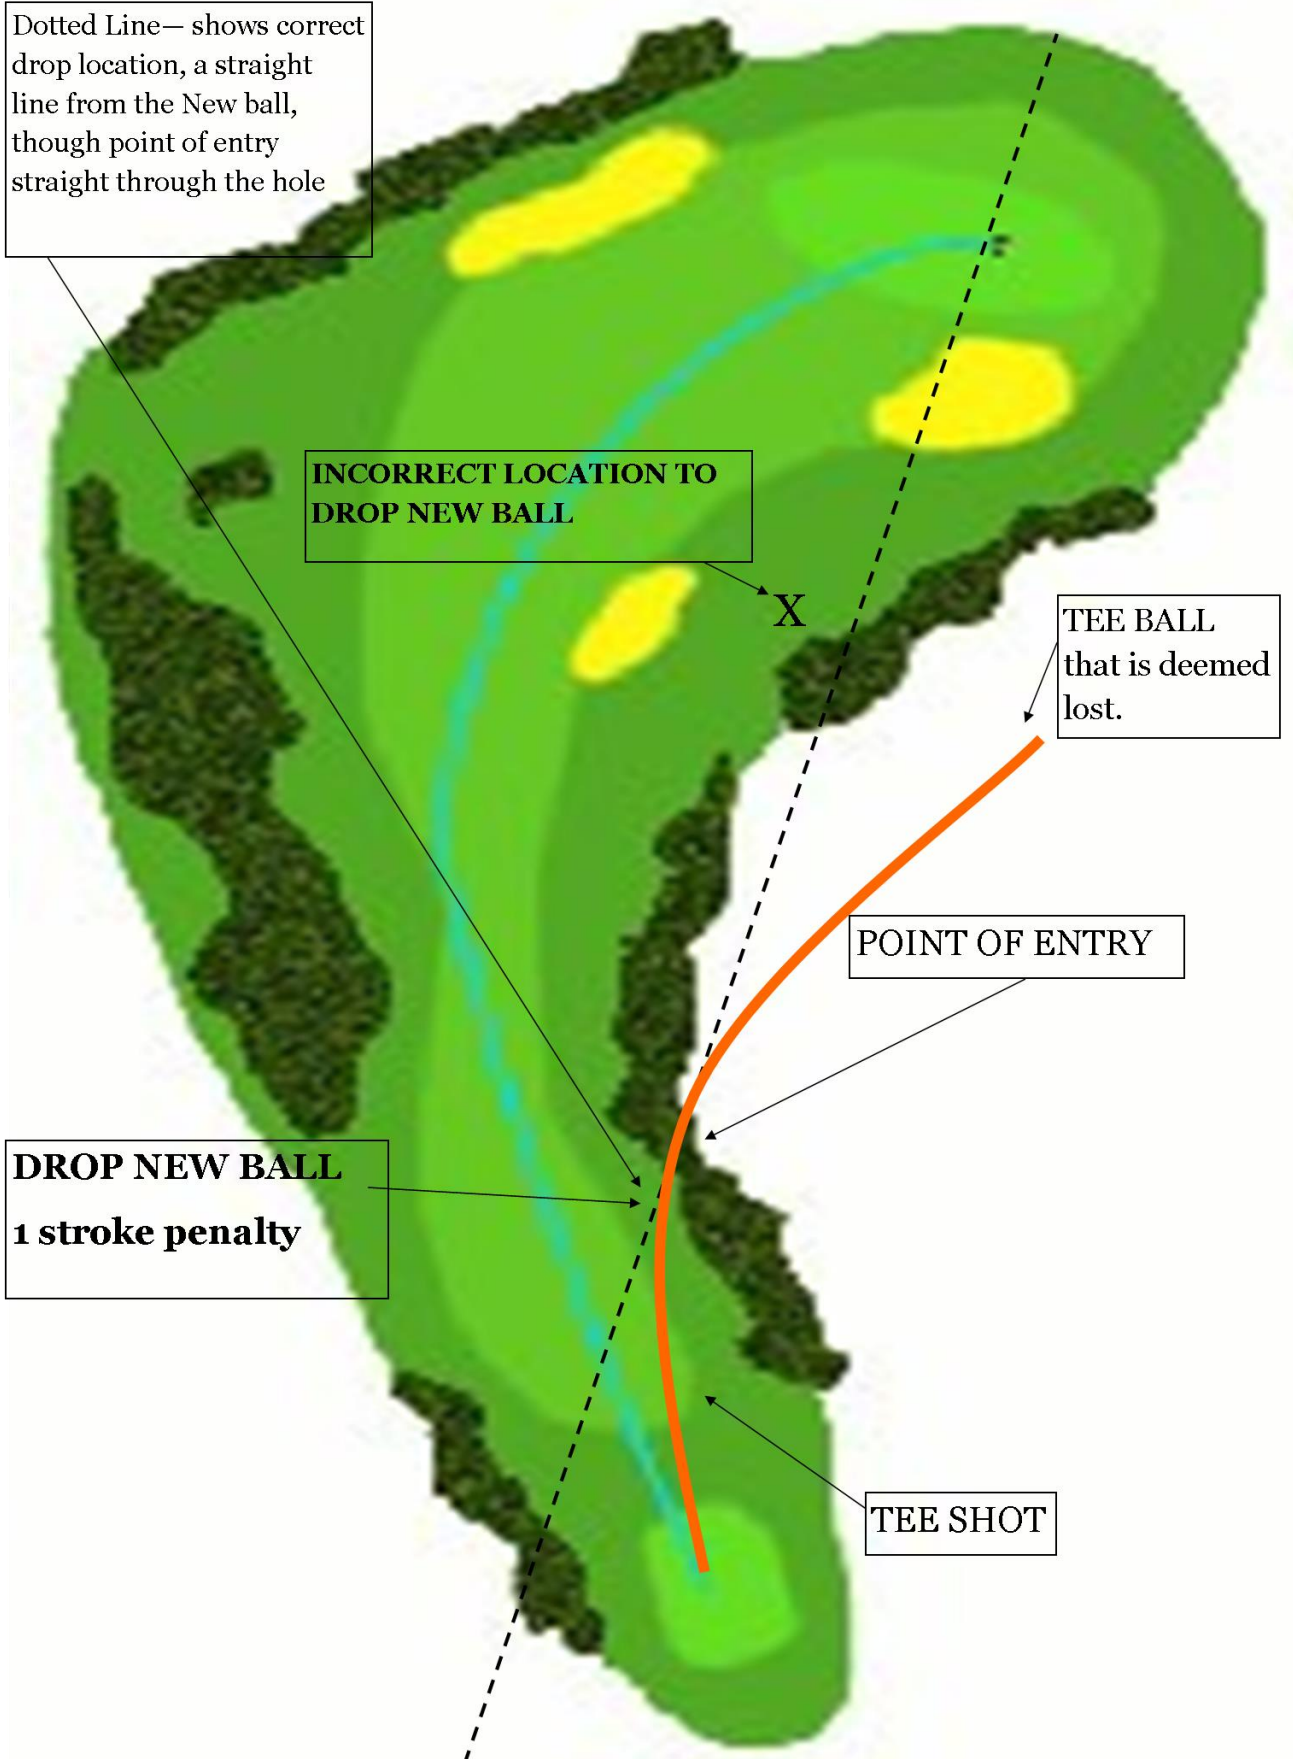 Dotted Line— shows correct
drop location, a straight
line from the New ball,
though point of entry
straight through the hole
INCORRECT LOCATION TO
DROP NEW BALL
X
TEE BALL
that is deemed
lost.
POINT OF ENTRY
DROP NEW BALL
1 stroke penalty
TEE SHOT